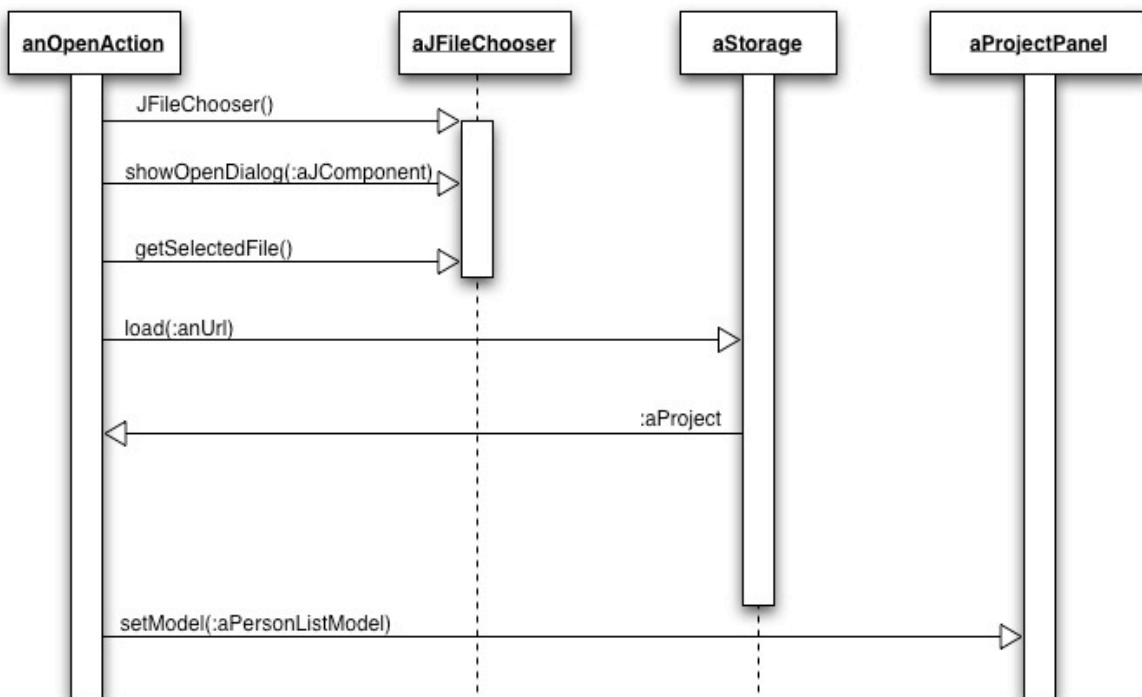 anOpenAction
aJFileChooser
aStorage
aProjectPanel
JFileChooser()
showOpenDialog(:aJComponent)
getSelectedFile()
load(:anUrl)
:aProject
setModel(:aPersonListModel)